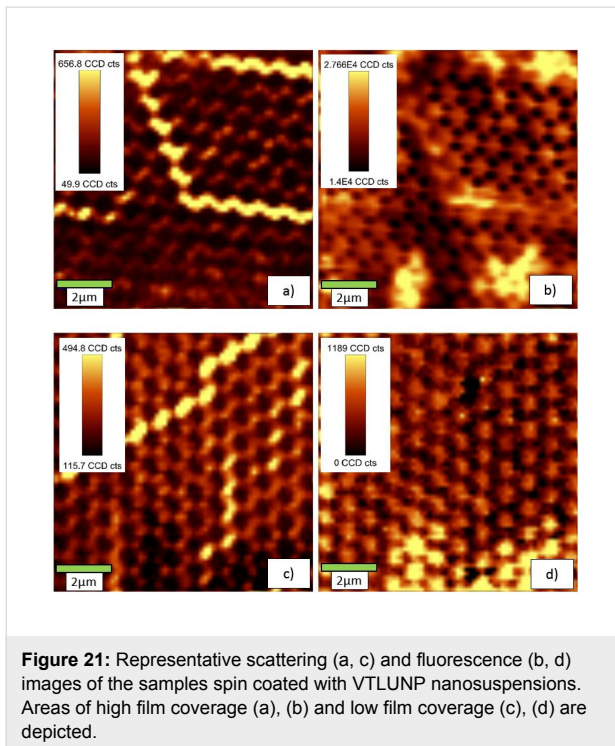 656.8 CCD cts
49.9 CCD cts
2µm
a)
2.766E4 CCD cts
1.4E4 CCD cts
2µm
b)
494.8 CCD cts
115.7 CCD cts
2µm
c)
1189 CCD cts
0 CCD cts
2µm
d)
Figure 21: Representative scattering (a, c) and fluorescence (b, d)
images of the samples spin coated with VTLUNP nanosuspensions.
Areas of high film coverage (a), (b) and low film coverage (c), (d) are
depicted.